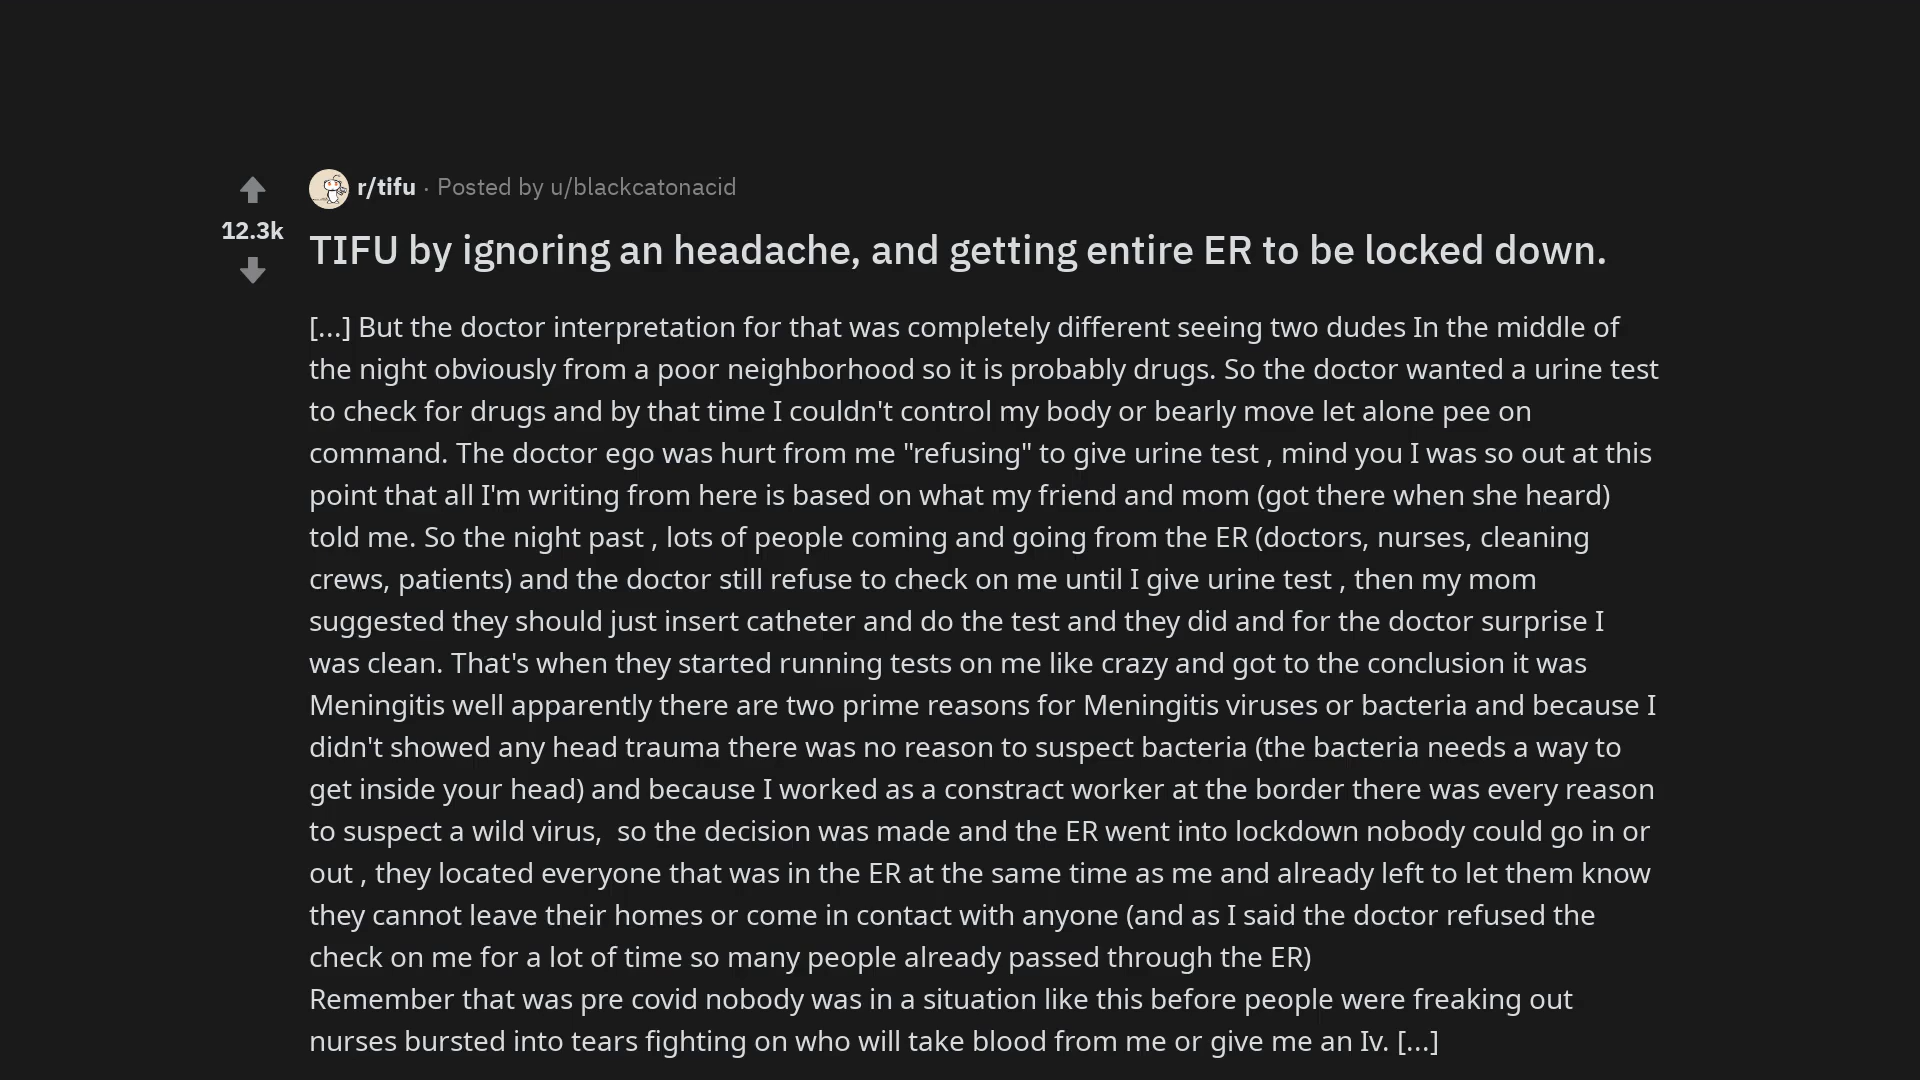 r/tifu · Posted by u/blackcatonacid
12.3k
TIFU by ignoring an headache, and getting entire ER to be locked down.
[...] But the doctor interpretation for that was completely different seeing two dudes In the middle of
the night obviously from a poor neighborhood so it is probably drugs. So the doctor wanted a urine test
to check for drugs and by that time I couldn't control my body or bearly move let alone pee on
command. The doctor ego was hurt from me "refusing" to give urine test , mind you I was so out at this
point that all I'm writing from here is based on what my friend and mom (got there when she heard)
told me. So the night past , lots of people coming and going from the ER (doctors, nurses, cleaning
crews, patients) and the doctor still refuse to check on me until I give urine test , then my mom
suggested they should just insert catheter and do the test and they did and for the doctor surprise I
was clean. That's when they started running tests on me like crazy and got to the conclusion it was
Meningitis well apparently there are two prime reasons for Meningitis viruses or bacteria and because I
didn't showed any head trauma there was no reason to suspect bacteria (the bacteria needs a way to
get inside your head) and because I worked as a constract worker at the border there was every reason
to suspect a wild virus,  so the decision was made and the ER went into lockdown nobody could go in or
out , they located everyone that was in the ER at the same time as me and already left to let them know
they cannot leave their homes or come in contact with anyone (and as I said the doctor refused the
check on me for a lot of time so many people already passed through the ER)
Remember that was pre covid nobody was in a situation like this before people were freaking out
nurses bursted into tears fighting on who will take blood from me or give me an Iv. [...]